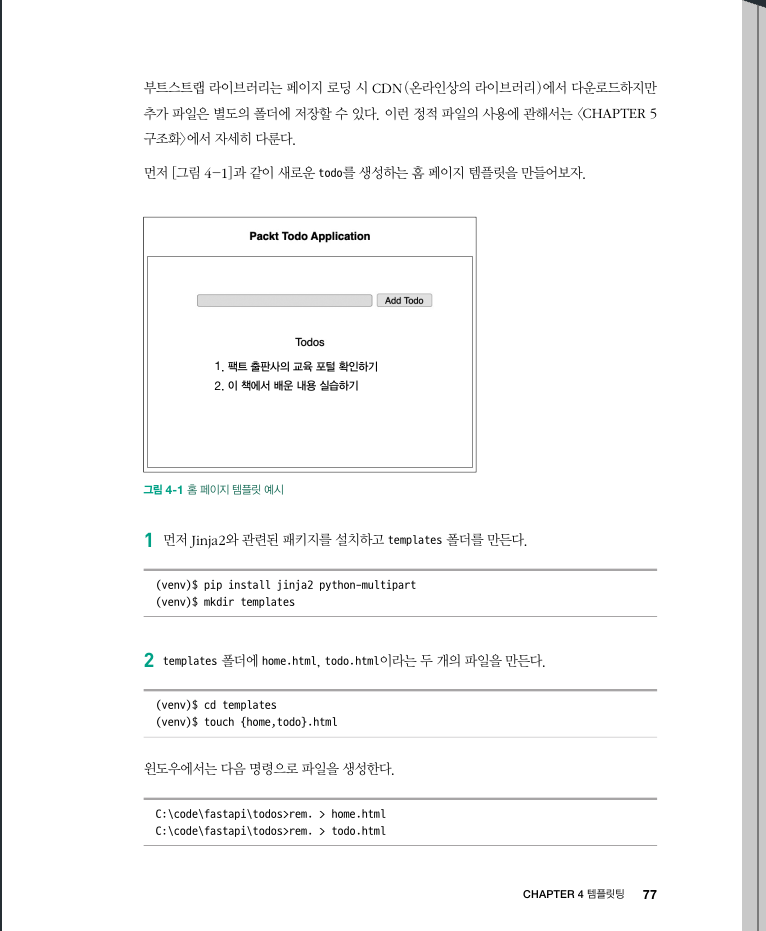 부트스트랩 라이브러리는 페이지 로딩 시 CDN(온라인상의 라이브러리)에서 다운로드하지만
추가 파일은 별도의 폴더에 저장할 수 있다. 이런 정적 파일의 사용에 관해서는 〈CHAPTER 5
구조화〉에서 자세히 다룬다.
먼저 [그림 4-1]과 같이 새로운 todo를 생성하는 홈 페이지 템플릿을 만들어보자.
Packt Todo Application
Add Todo
Todos
1. 팩트 출판사의 교육 포털 확인하기
2. 이 책에서 배운 내용 실습하기
그림 4-1 홈 페이지 템플릿 예시
1 먼저 Jinja2와 관련된 패키지를 설치하고 templates 폴더를 만든다.
(venv)$ pip install jinja2 python-multipart
(venv)$ mkdir templates
2 templates 폴더에 home.html, todo.html이라는 두 개의 파일을 만든다.
(venv)$ cd templates
(venv)$ touch {home,todo}.html
윈도우에서는 다음 명령으로 파일을 생성한다.
C:\code\fastapi\todos>rem. > home.html
C:\code\fastapi\todos>rem. > todo.html
CHAPTER 4 템플릿팅 77